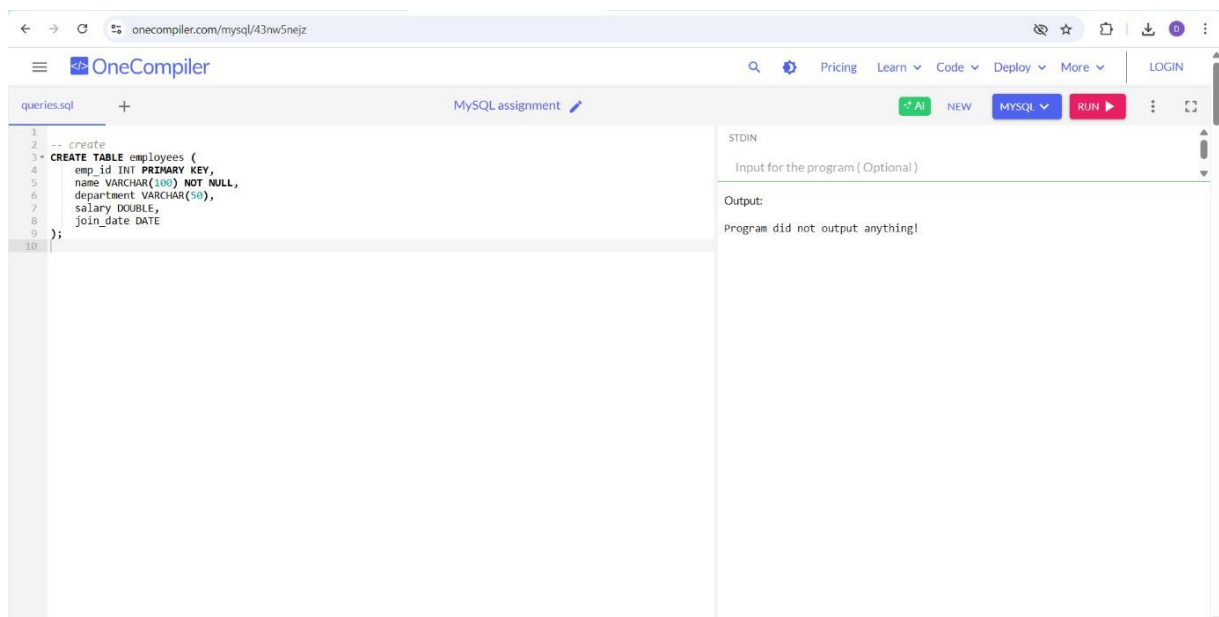 onecompiler.com/mysql/43nw5nejz
D
</> OneCompiler
Pricing Learn Code Deploy More LOGIN
queries.sql + MySQL assignment AI NEW MYSQL RUN
STDIN
Input for the program ( Optional )
Output:
Program did not output anything!
1
2 -- create
3 CREATE TABLE employees (
4 emp_id INT PRIMARY KEY,
5 name VARCHAR(100) NOT NULL,
6 department VARCHAR(50),
7 salary DOUBLE,
8 join_date DATE
9 );
10